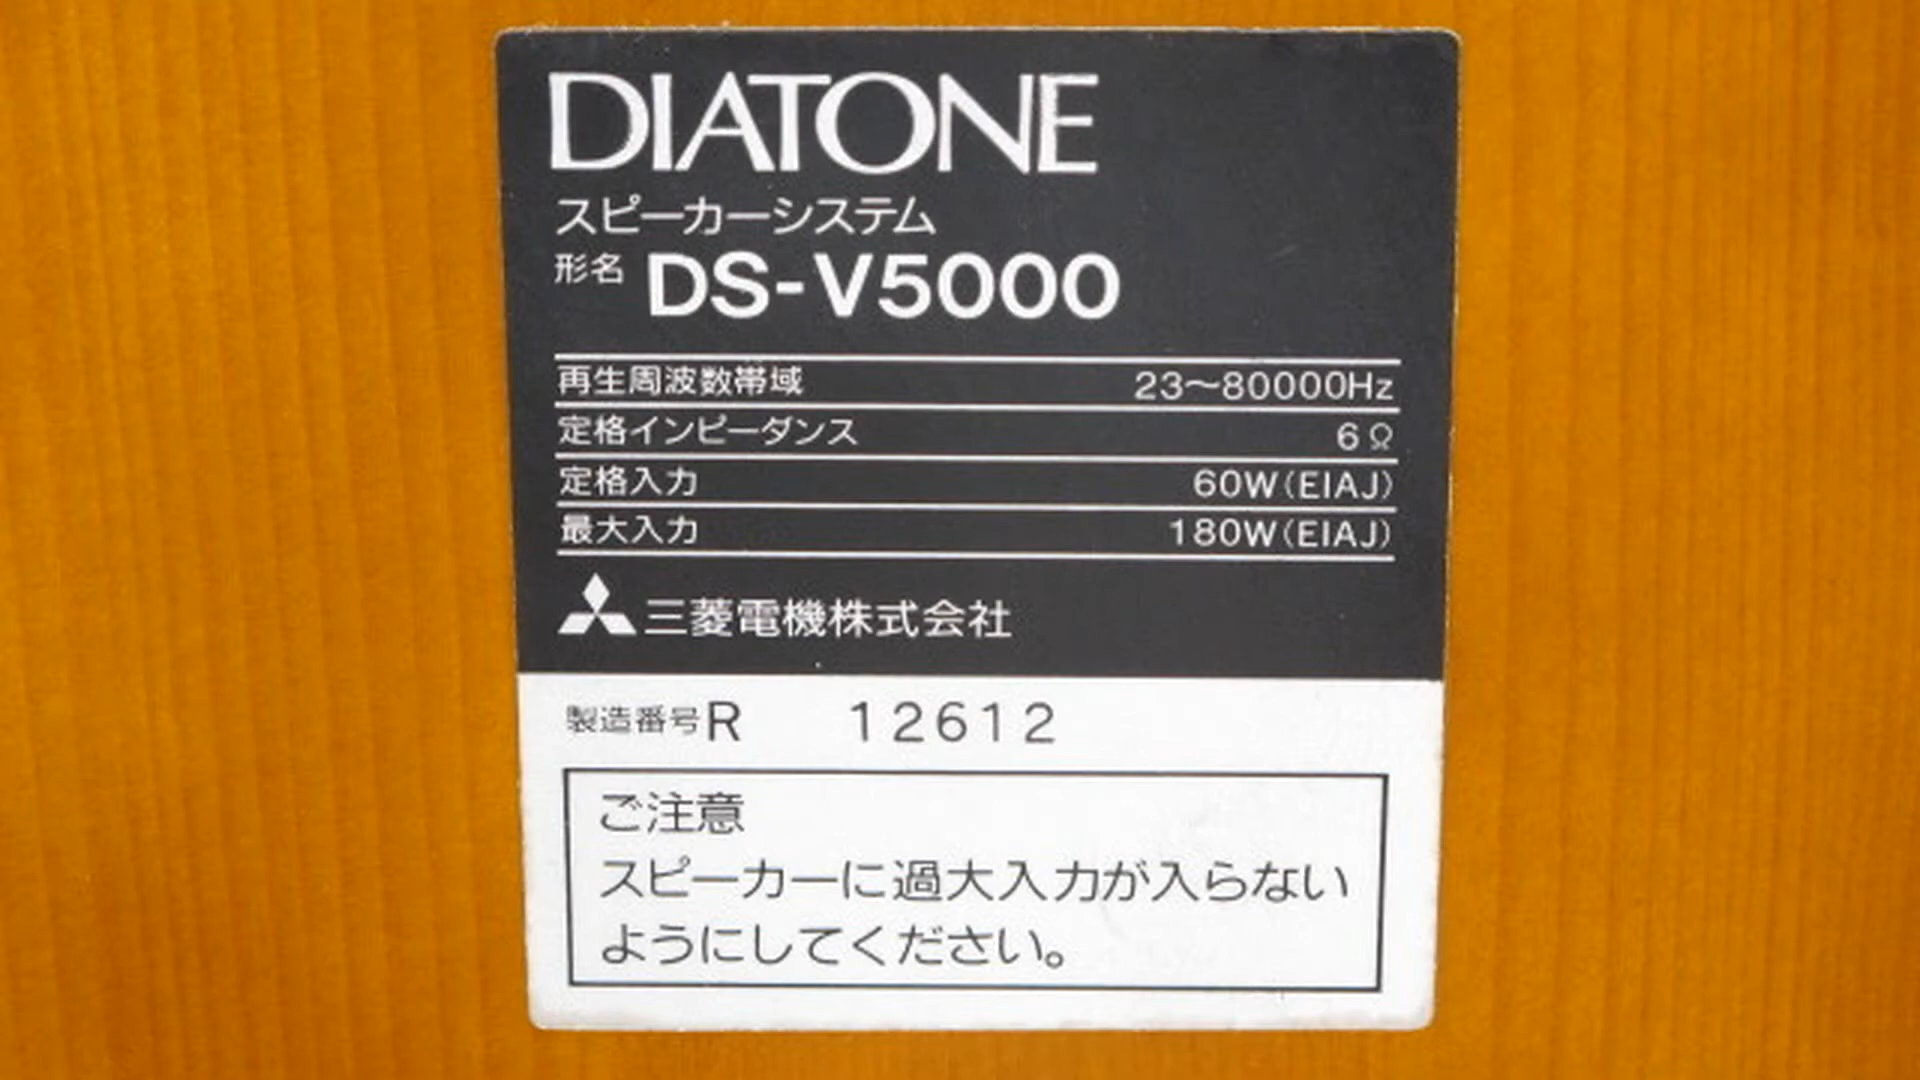 DIATONE
スピーカーシステム
形名 DS-V5000
再生周波数帯域 23～80000Hz
定格インピーダンス 6Ω
定格入力 60W(EIAJ)
最大入力 180W(EIAJ)
三菱電機株式会社
製造番号 R 12612
ご注意
スピーカーに過大入力が入らない
ようにしてください。